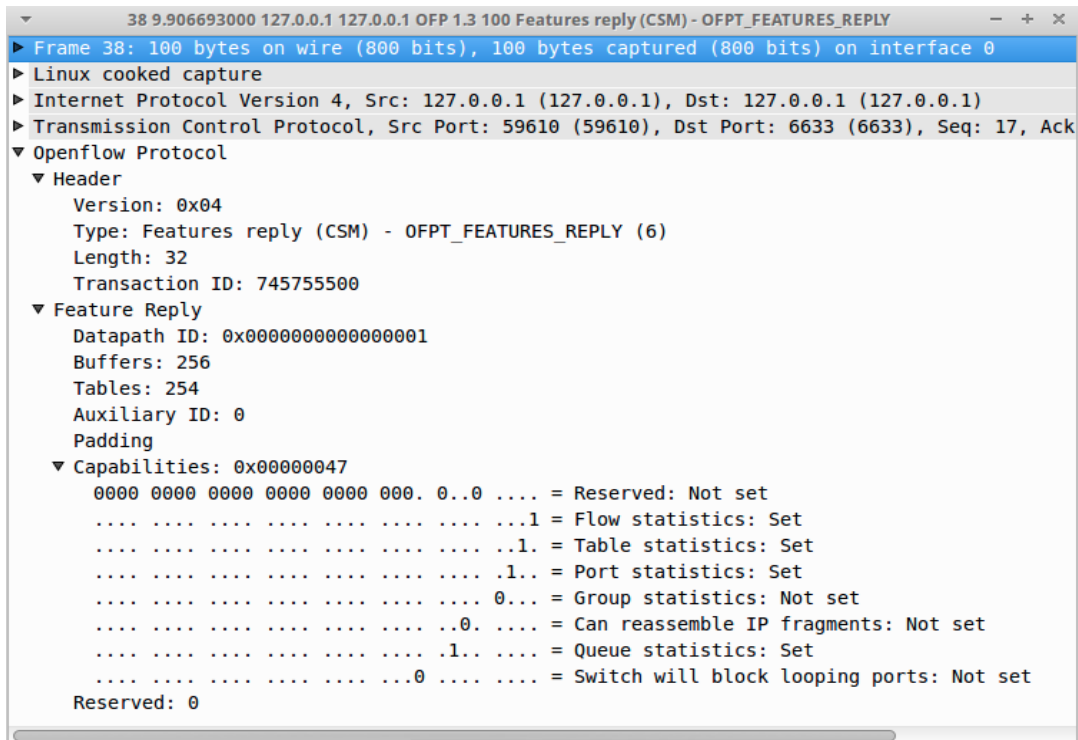 38 9.906693000 127.0.0.1 127.0.0.1 OFP 1.3 100 Features reply (CSM) - OFPT_FEATURES_REPLY
Frame 38: 100 bytes on wire (800 bits), 100 bytes captured (800 bits) on interface 0
Linux cooked capture
Internet Protocol Version 4, Src: 127.0.0.1 (127.0.0.1), Dst: 127.0.0.1 (127.0.0.1)
Transmission Control Protocol, Src Port: 59610 (59610), Dst Port: 6633 (6633), Seq: 17, Ack
Openflow Protocol
Header
Version: 0x04
Type: Features reply (CSM) - OFPT_FEATURES_REPLY (6)
Length: 32
Transaction ID: 745755500
Feature Reply
Datapath ID: 0x0000000000000001
Buffers: 256
Tables: 254
Auxiliary ID: 0
Padding
Capabilities: 0x00000047
0000 0000 0000 0000 0000 000. 0..0 .... = Reserved: Not set
.... .... .... .... .... .... .... ...1 = Flow statistics: Set
.... .... .... .... .... .... .... ..1. = Table statistics: Set
.... .... .... .... .... .... .... .1.. = Port statistics: Set
.... .... .... .... .... .... .... 0... = Group statistics: Not set
.... .... .... .... .... .... ..0. .... = Can reassemble IP fragments: Not set
.... .... .... .... .... .... .1.. .... = Queue statistics: Set
.... .... .... .... .... ...0 .... .... = Switch will block looping ports: Not set
Reserved: 0